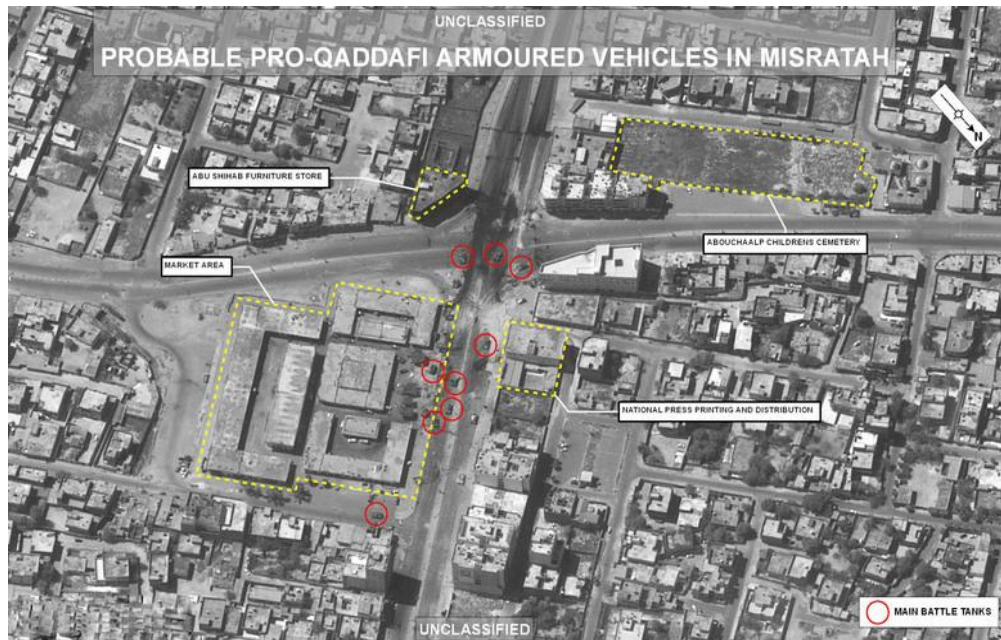 UNCLASSIFIED
PROBABLE PRO-QADDAFI ARMOURED VEHICLES IN MISRATAH
N
ABU SHIHAB FURNITURE STORE
ABOUCHAALP CHILDRENS CEMETERY
MARKET AREA
NATIONAL PRESS PRINTING AND DISTRIBUTION
MAIN BATTLE TANKS
UNCLASSIFIED